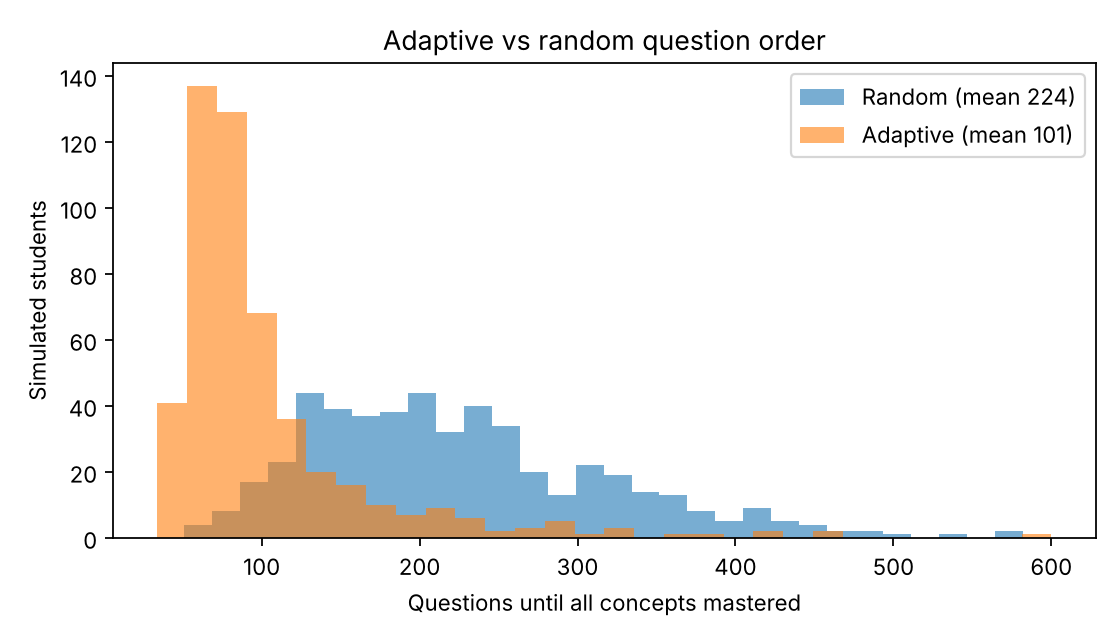 Adaptive vs random question order
Random (mean 224)
Adaptive (mean 101)
Simulated students
140
120
100
80
60
40
20
0
100 200 300 400 500 600
Questions until all concepts mastered